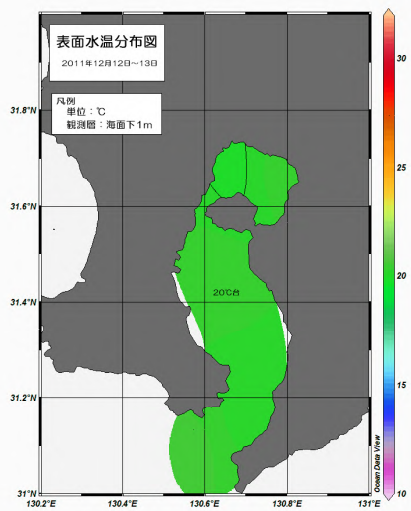 表面水温分布図
2011年12月12日～13日
凡例
単位：℃
観測層：海面下1m
20℃台
31.8°N
31.6°N
31.4°N
31.2°N
31°N
130.2°E
130.4°E
130.6°E
130.8°E
131°E
30
25
20
15
10
Ocean Data View